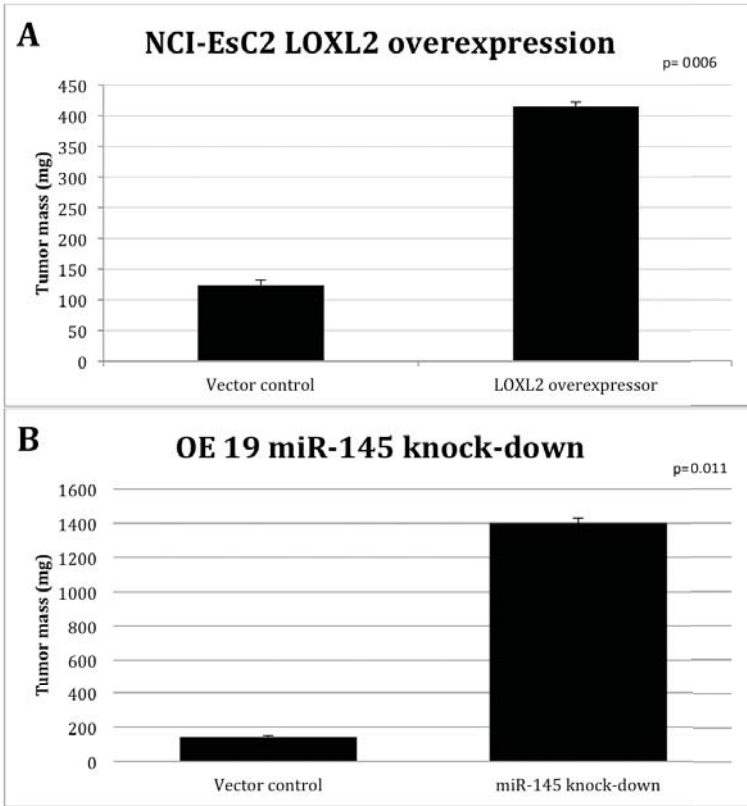 A
NCI-EsC2 LOXL2 overexpression
p= 0006
Tumor mass (mg)
450
400
350
300
250
200
150
100
50
0
Vector control LOXL2 overexpressor
B
OE 19 miR-145 knock-down
p=0.011
Tumor mass (mg)
1600
1400
1200
1000
800
600
400
200
0
Vector control miR-145 knock-down